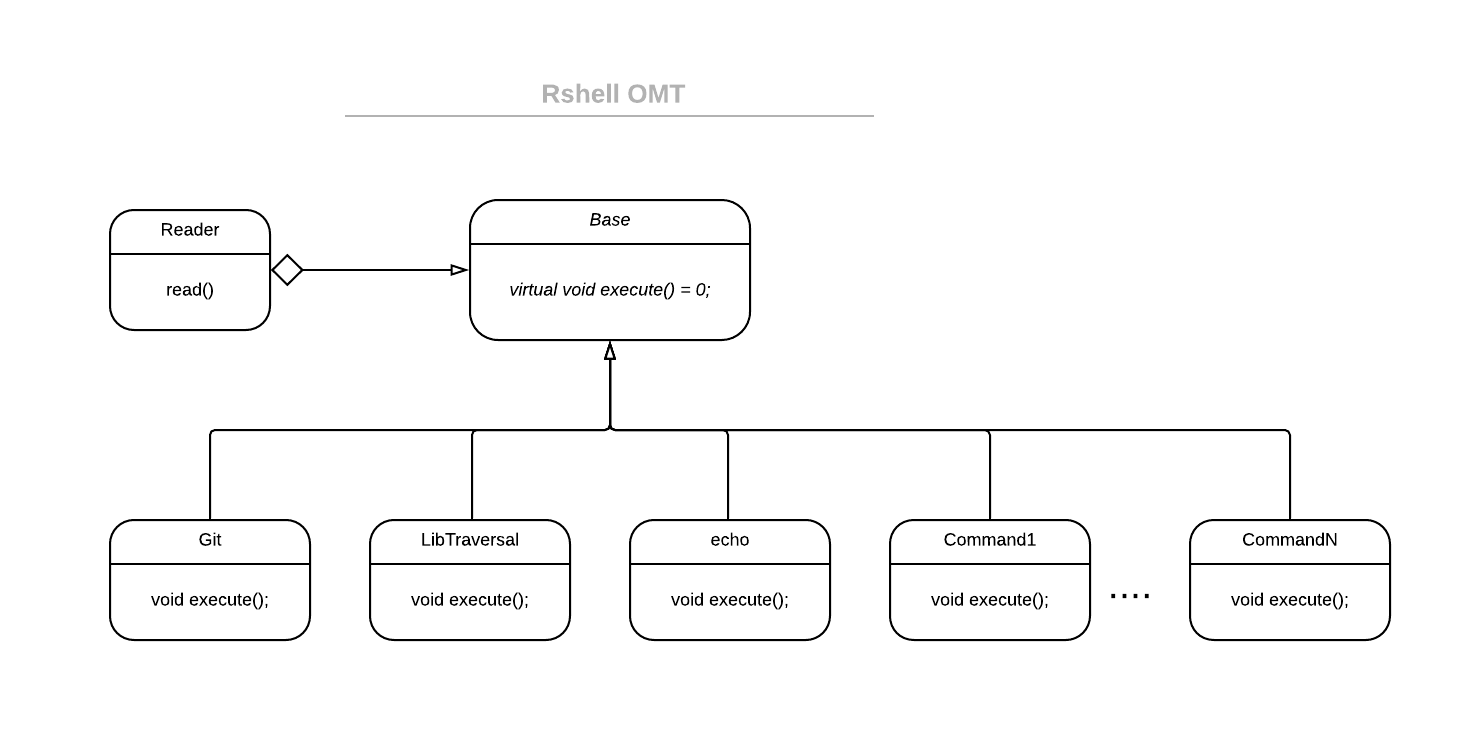 Rshell OMT
Reader
read()
Base
virtual void execute() = 0;
Git
void execute();
LibTraversal
void execute();
echo
void execute();
Command1
void execute();
....
CommandN
void execute();